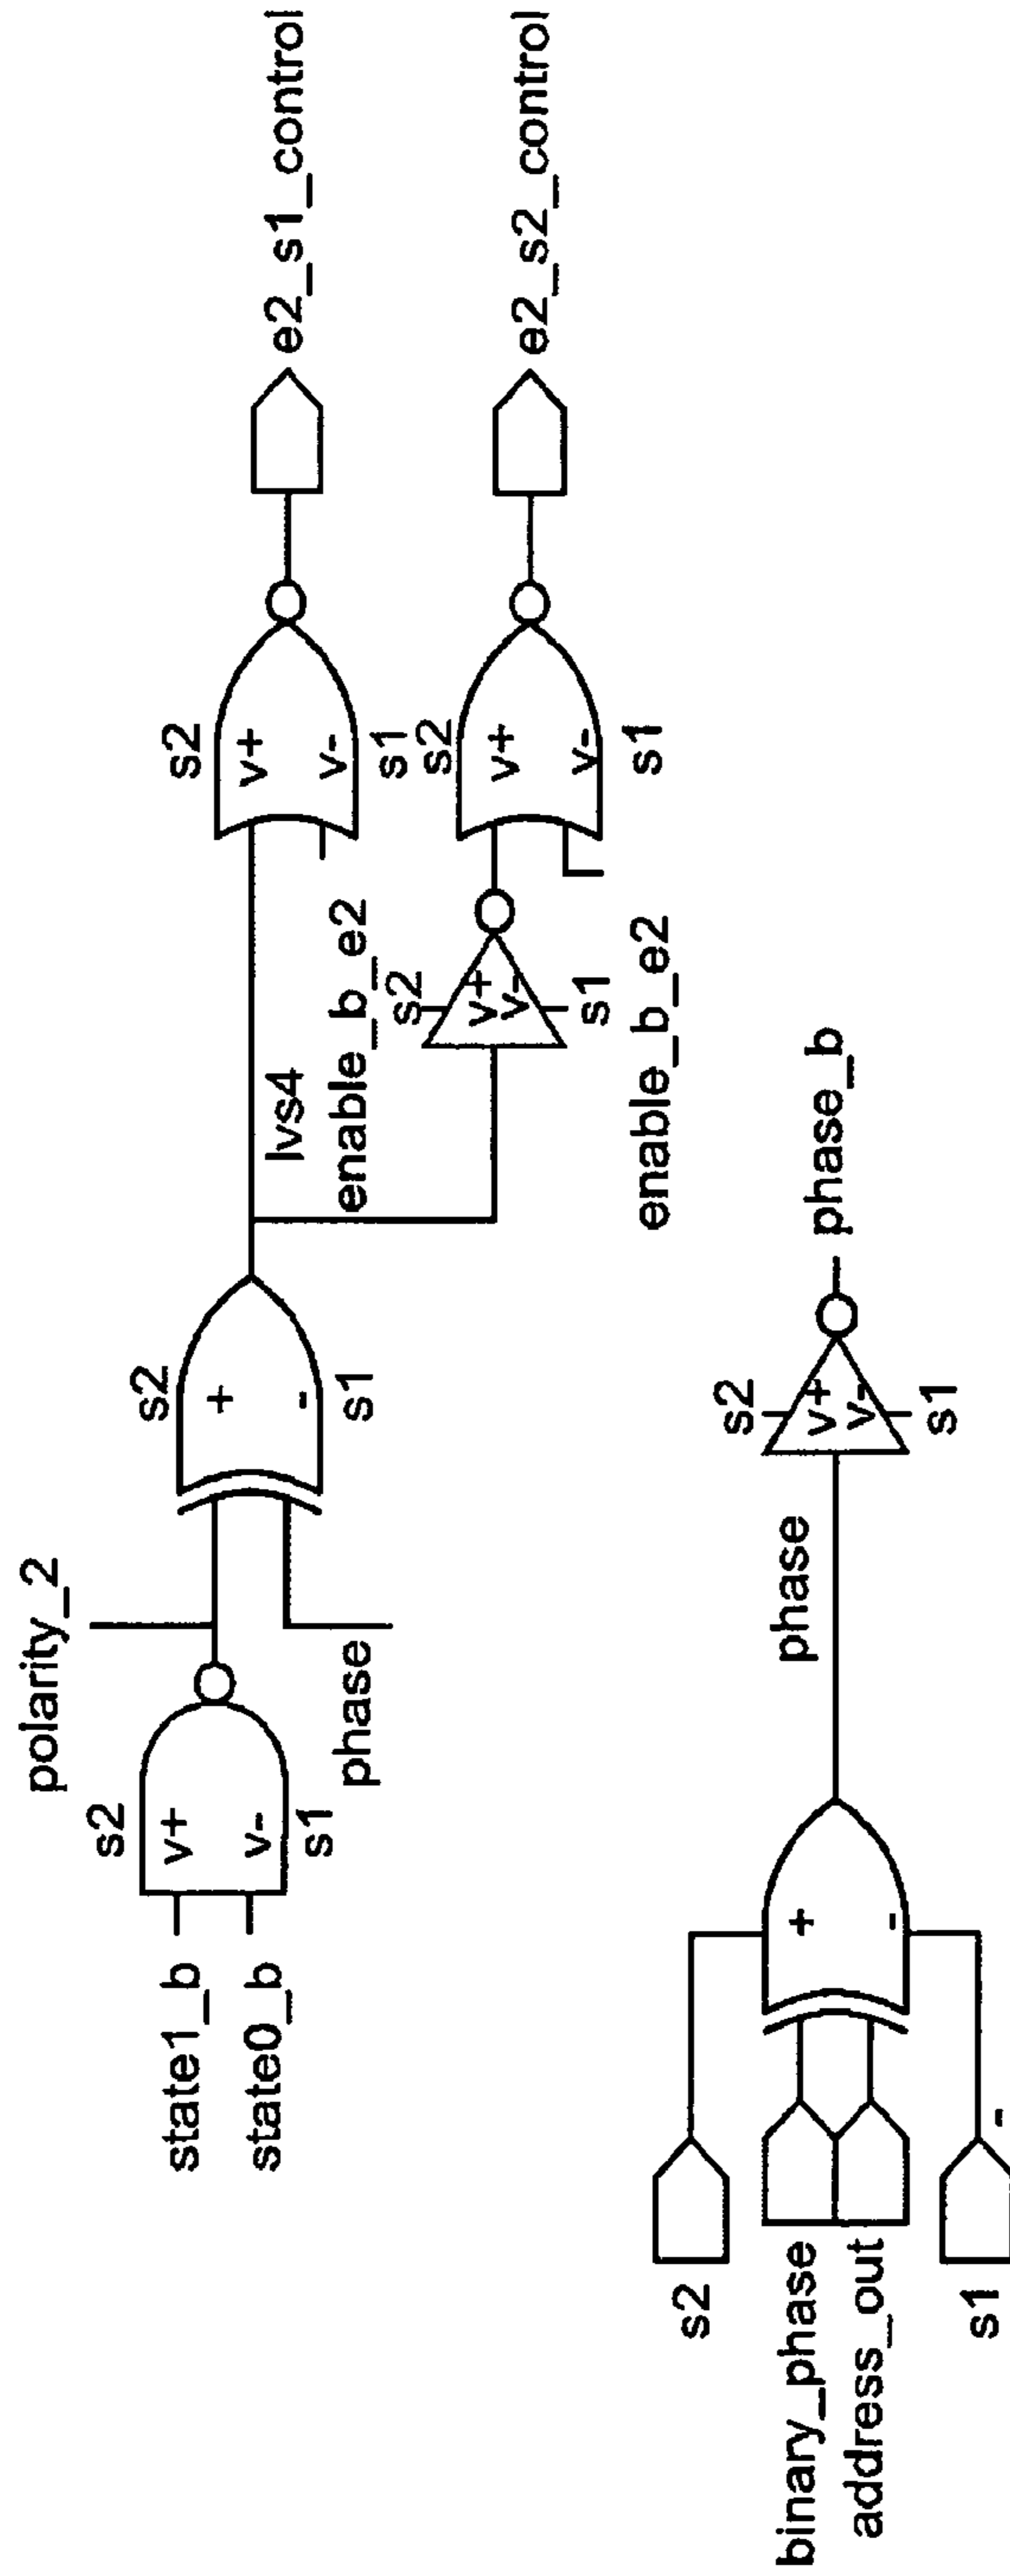 polarity_2
s2
state1_b
v+
state0_b
v-
s1
phase
s2
+
-
s1
lvs4
enable_b_e2
s2
v+
v-
s1
e2_s1_control
s2
v+
v-
s1
enable_b_e2
s2
v+
v-
s1
e2_s2_control
s2
binary_phase
address_out
s1
-
+
-
phase
s2
v+
v-
s1
phase_b